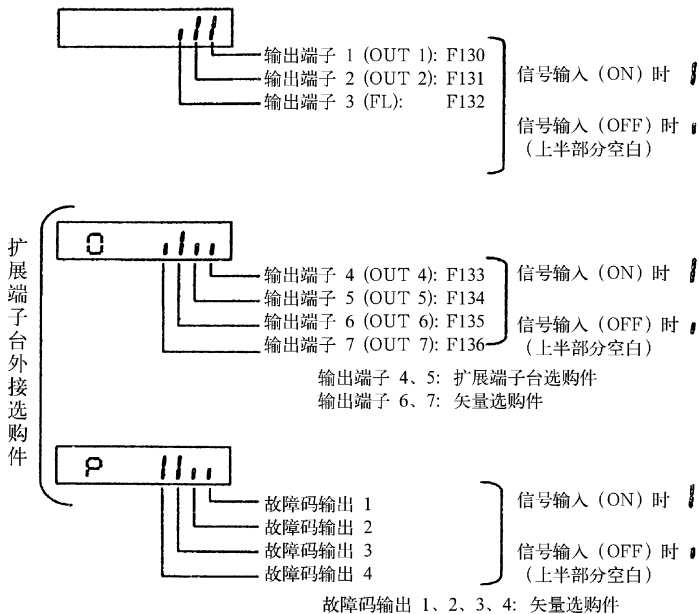 输出端子 1 (OUT 1): F130
输出端子 2 (OUT 2): F131
输出端子 3 (FL): F132
信号输入（ON）时
信号输入（OFF）时
（上半部分空白）
扩展端子台外接选购件
O
输出端子 4 (OUT 4): F133
输出端子 5 (OUT 5): F134
输出端子 6 (OUT 6): F135
输出端子 7 (OUT 7): F136
信号输入（ON）时
信号输入（OFF）时
（上半部分空白）
输出端子 4、5: 扩展端子台选购件
输出端子 6、7: 矢量选购件
P
故障码输出 1
故障码输出 2
故障码输出 3
故障码输出 4
信号输入（ON）时
信号输入（OFF）时
（上半部分空白）
故障码输出 1、2、3、4: 矢量选购件